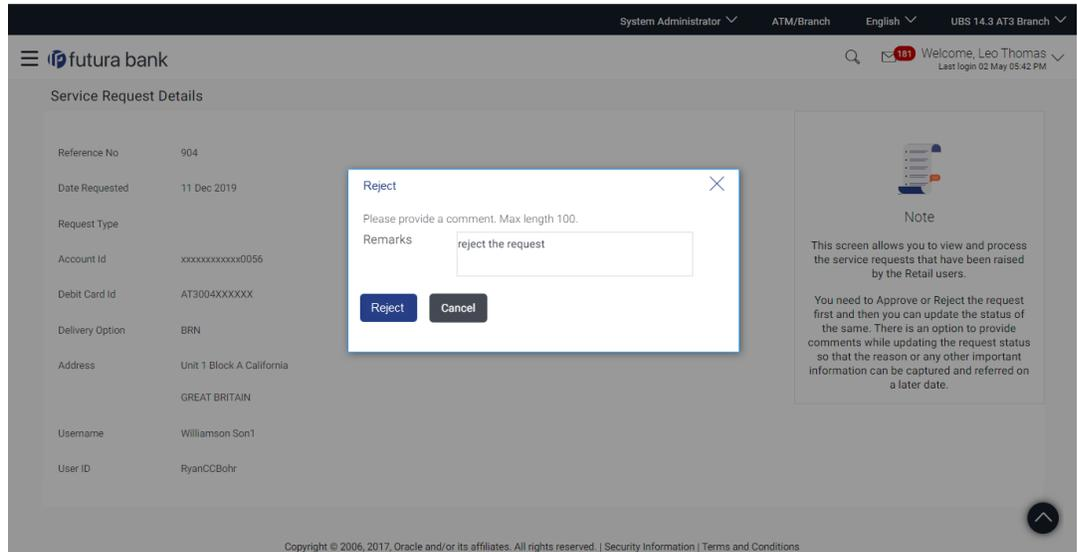 System Administrator ATM/Branch English UBS 14.3 AT3 Branch
futura bank
181 Welcome, Leo Thomas
Last login 02 May 05:42 PM
Service Request Details
Reference No 904
Date Requested 11 Dec 2019
Request Type
Account Id xxxxxxxxxxxx0056
Debit Card Id AT3004XXXXXX
Delivery Option BRN
Address Unit 1 Block A California
GREAT BRITAIN
Username Williamson Son1
User ID RyanCCBohr
Reject
Please provide a comment. Max length 100.
Remarks reject the request
Reject Cancel
Note
This screen allows you to view and process
the service requests that have been raised
by the Retail users.
You need to Approve or Reject the request
first and then you can update the status of
the same. There is an option to provide
comments while updating the request status
so that the reason or any other important
information can be captured and referred on
a later date.
Copyright © 2006, 2017, Oracle and/or its affiliates. All rights reserved. | Security Information | Terms and Conditions